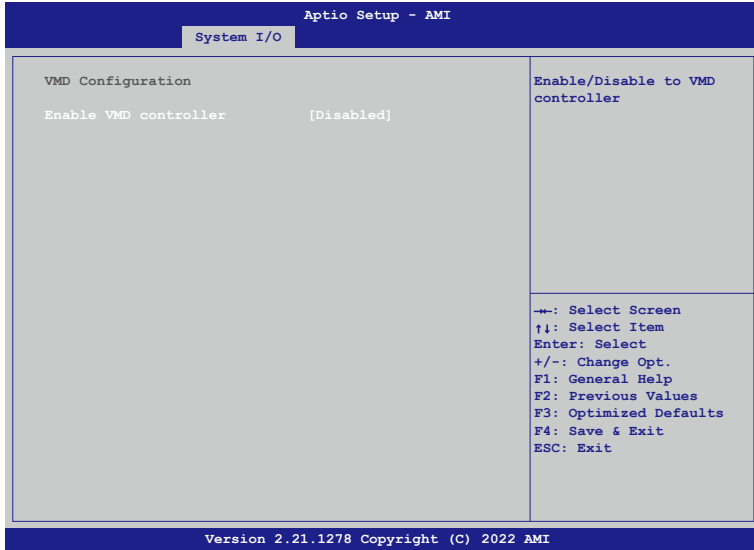 Aptio Setup - AMI
System I/O
VMD Configuration
Enable VMD controller [Disabled]
Enable/Disable to VMD
controller
→←: Select Screen
↑↓: Select Item
Enter: Select
+/-: Change Opt.
F1: General Help
F2: Previous Values
F3: Optimized Defaults
F4: Save & Exit
ESC: Exit
Version 2.21.1278 Copyright (C) 2022 AMI